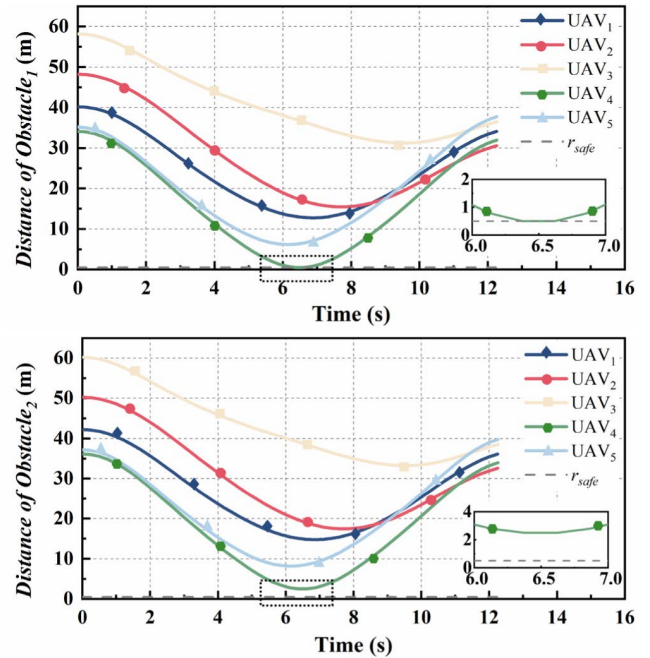 60
50
40
30
20
10
0
Distance of Obstacle1 (m)
UAV1
UAV2
UAV3
UAV4
UAV5
rsafe
2
1
0
6.0 6.5 7.0
0 2 4 6 8 10 12 14 16
Time (s)
60
50
40
30
20
10
0
Distance of Obstacle2 (m)
UAV1
UAV2
UAV3
UAV4
UAV5
rsafe
4
2
0
6.0 6.5 7.0
0 2 4 6 8 10 12 14 16
Time (s)